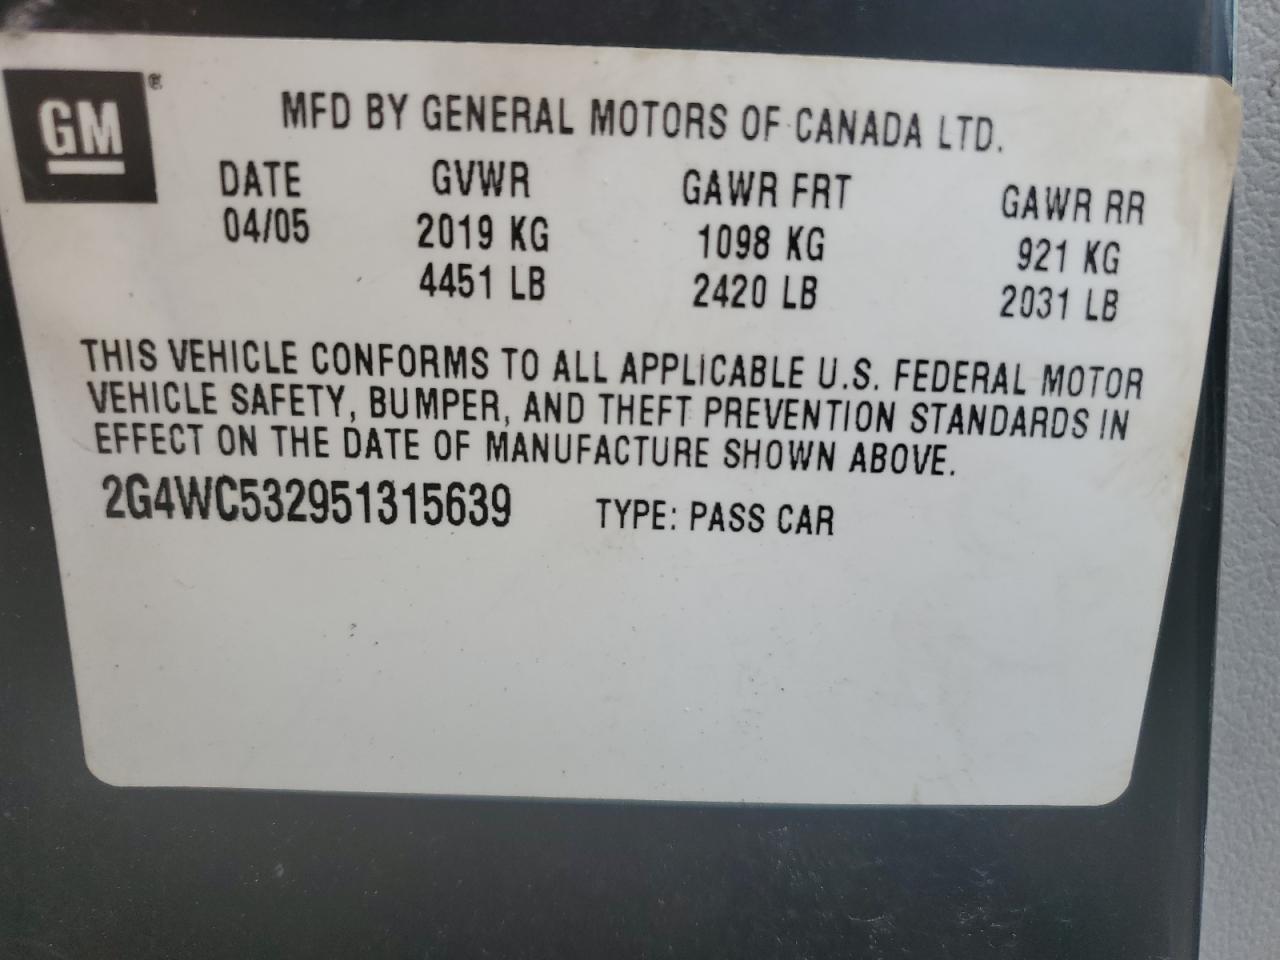 GM ®
MFD BY GENERAL MOTORS OF CANADA LTD.
DATE GVWR GAWR FRT GAWR RR
04/05 2019 KG 1098 KG 921 KG
4451 LB 2420 LB 2031 LB
THIS VEHICLE CONFORMS TO ALL APPLICABLE U.S. FEDERAL MOTOR
VEHICLE SAFETY, BUMPER, AND THEFT PREVENTION STANDARDS IN
EFFECT ON THE DATE OF MANUFACTURE SHOWN ABOVE.
2G4WC532951315639 TYPE: PASS CAR